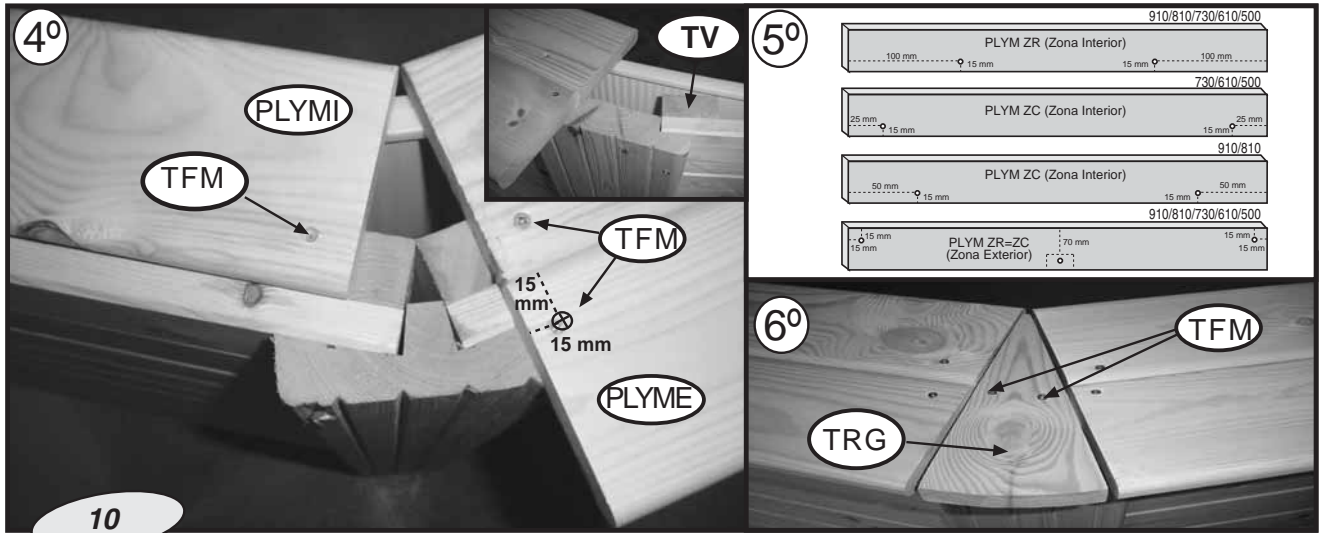 4º
TV
PLYMI
TFM
TFM
15
mm
15 mm
PLYME
10
5º
910/810/730/610/500
PLYM ZR (Zona Interior)
100 mm
15 mm
15 mm
100 mm
730/610/500
PLYM ZC (Zona Interior)
25 mm
15 mm
15 mm
25 mm
910/810
PLYM ZC (Zona Interior)
50 mm
15 mm
15 mm
50 mm
910/810/730/610/500
15 mm
15 mm
PLYM ZR=ZC
(Zona Exterior)
70 mm
15 mm
15 mm
6º
TFM
TRG